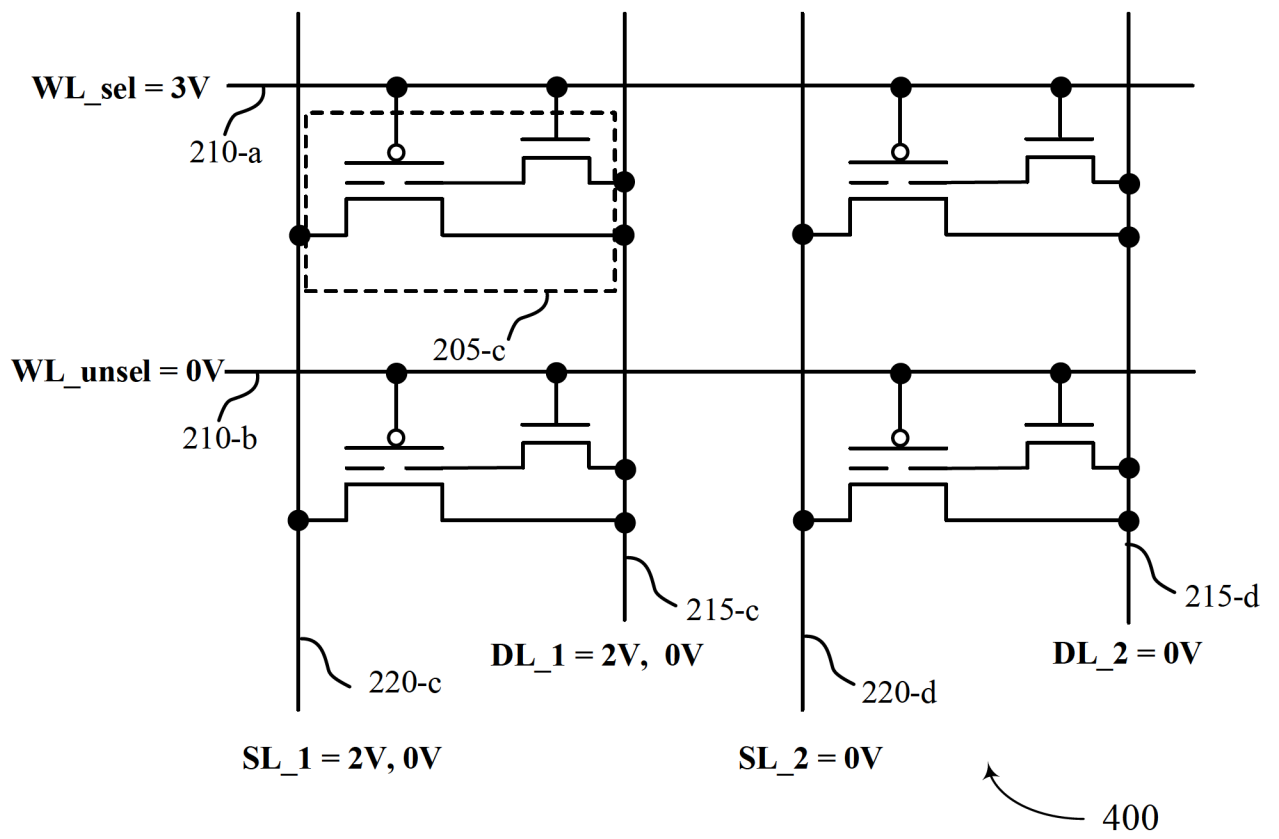 WL_sel = 3V
210-a
205-c
WL_unsel = 0V
210-b
215-c
215-d
DL_1 = 2V, 0V
DL_2 = 0V
220-c
220-d
SL_1 = 2V, 0V
SL_2 = 0V
400